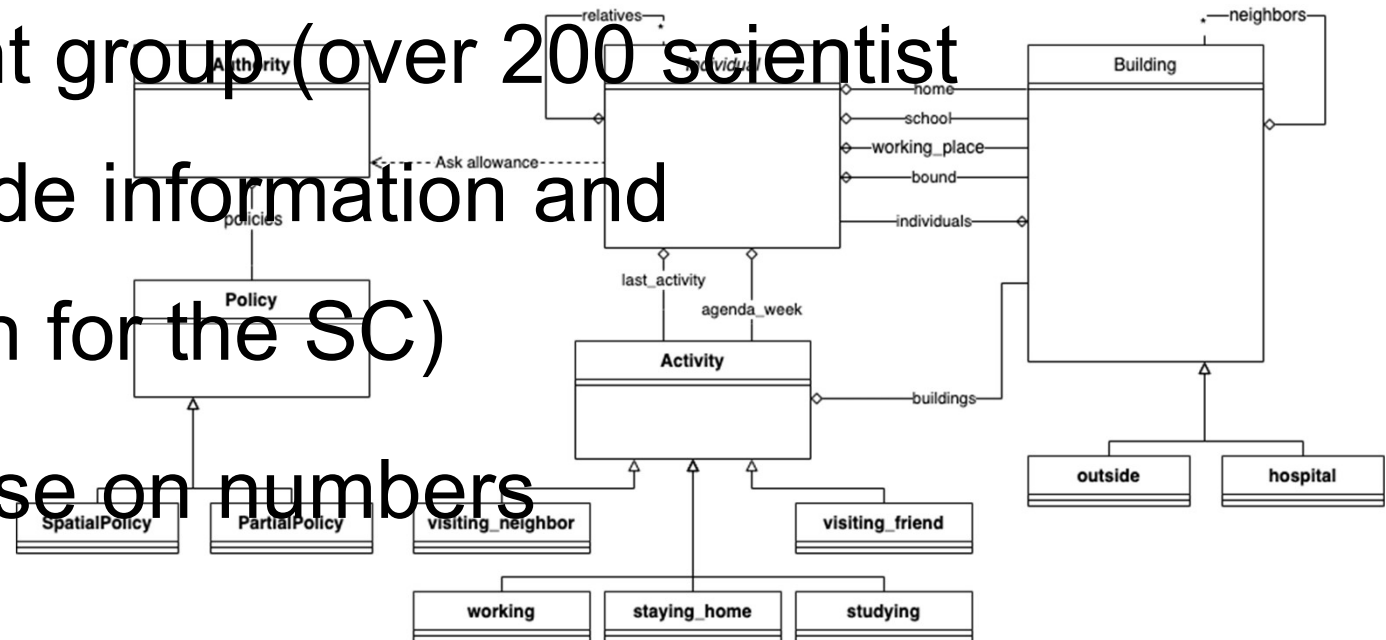 relatives
*
* neighbors
nt group (over 200 scientist
Authority
Individual
Building
home
school
working_place
Ask allowance
bound
de information and
policies
individuals
last_activity
agenda_week
Policy
n for the SC)
Activity
buildings
outside
hospital
se on numbers
SpatialPolicy
PartialPolicy
visiting_neighbor
visiting_friend
working
staying_home
studying